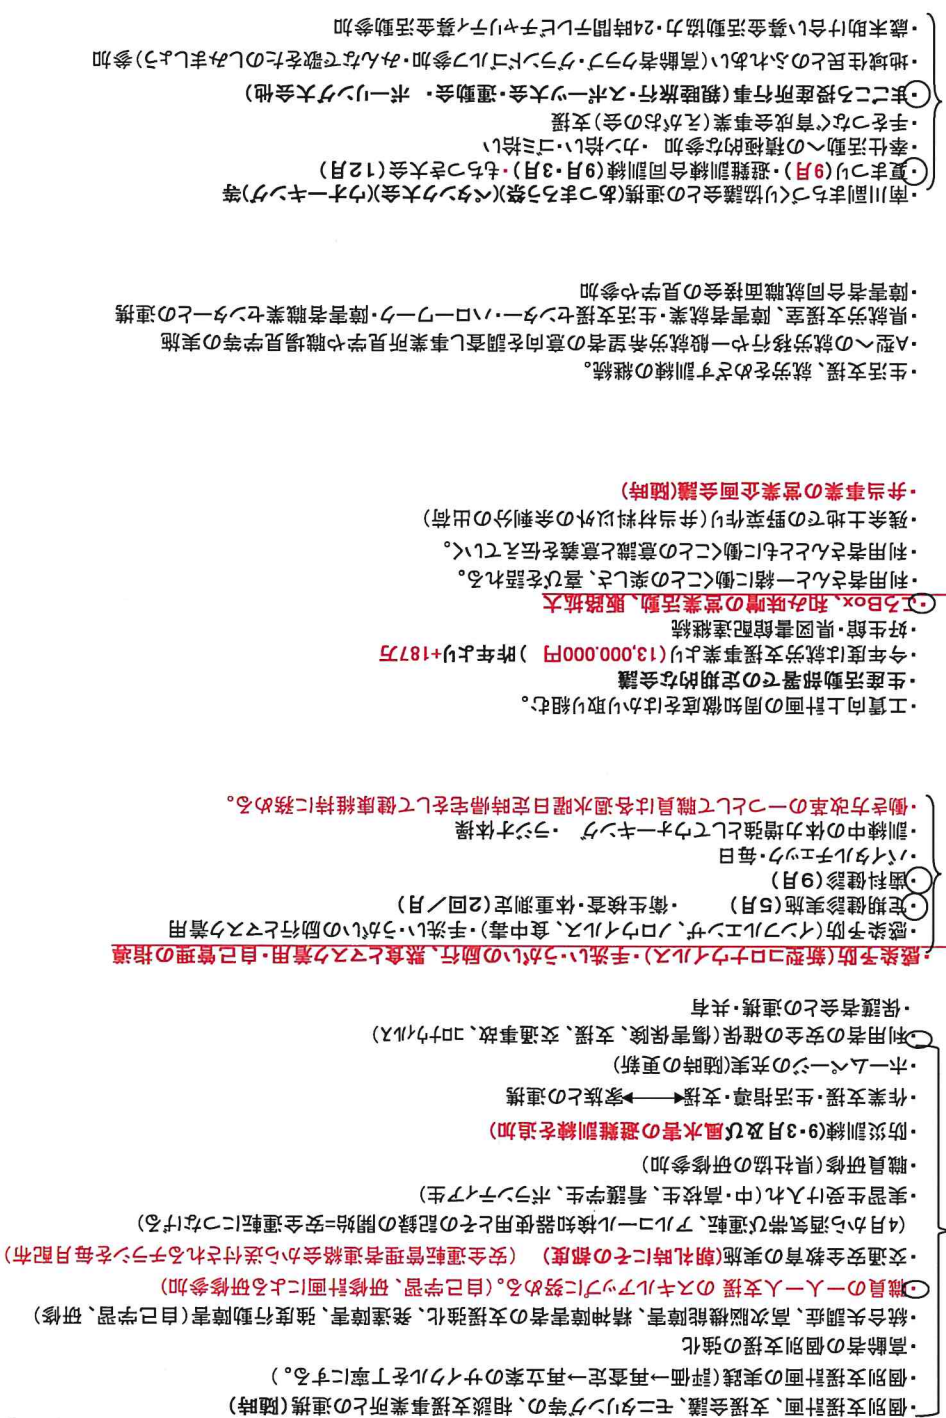 ・個別支援計画、支援会議、モニタリング等の、相談支援事業所との連携(随時)
・個別支援計画の実践(評価→再査定→再立案のサイクルを丁寧にする。)
・高齢者の個別支援の強化
・統合失調症、高次脳機能障害、精神障害者の支援強化、発達障害、強度行動障害(自己学習、研修)
・職員の一人一人支援のスキルアップに努める。(自己学習、研修計画による研修参加)
・交通安全教育の実施(朝礼時にその都度) (安全運転管理者連絡会から送付されるチラシを毎月配布)
(4月から酒気帯び運転、アルコール検知器使用とその記録の開始=安全運転につなげる)
・実習生受け入れ(中・高校生、看護学生、ボランティア生)
・職員研修(県社協の研修参加)
・防災訓練(9・3月及び風水害の避難訓練を追加)
・作業支援・生活指導・支援◀──▶家族との連携
・ホームページの充実(随時の更新)
・利用者の安全の確保(傷害保険、支援、交通事故、コロナウィルス)
・保護者会との連携・共有
・感染予防(新型コロナウイルス)・手洗い・うがいの励行、黙食とマスク着用・自己管理の指導
・感染予防(インフルエンザ、ノロウイルス、食中毒)・手洗い・うがいの励行とマスク着用
・定期健診実施(5月) ・衛生検査・体重測定(2回/月)
・歯科健診(9月)
・バイタルチェック・毎日
・訓練中の体力増強としてウォーキング ・ラジオ体操
・働き方改革の一つとして職員は各週水曜日定時帰宅をして健康維持に務める。
・工賃向上計画の周知徹底をはかり取り組む。
・生産活動部署での定期的な会議
・今年度は就労支援事業より(13,000.000円 )昨年より+187万
・好生館・県図書館配達継続
・ころBox、和み味噌の営業活動、販路拡大
・利用者さんと一緒に働くことの楽しさ、喜びを語れる。
・利用者さんとともに働くことの意識と意義を伝えていく。
・残余土地での野菜作り(弁当材料以外の余剰分の出荷)
・弁当事業の営業企画会議(随時)
・生活支援、就労をめざす訓練の継続。
・A型への就労移行や一般就労希望者の意向を調査し事業所見学や職場見学等の実施
・県就労支援室、障害者就業・生活支援センター・ハローワーク・障害者職業センターとの連携
・障害者合同就職面接会の見学や参加
・南川副まちづくり協議会との連携(あつまろう祭)(ペタンク大会)(ウオーキング)等
・夏まつり(9月)・避難訓練合同訓練(9月・3月)・もちつき大会(12月)
・奉仕活動への積極的な参加 ・カン拾い・ゴミ拾い
・手をつなぐ育成会事業(えがおの会)支援
・まごころ授産所行事(親睦旅行・スポーツ大会・運動会・ ボーリング大会他)
・地域住民とのふれあい(高齢者クラブ・グランドゴルフ参加・みんなで歌をたのしみましょう)参加
・歳末助け合い募金活動協力・24時間テレビチャリティ募金活動参加